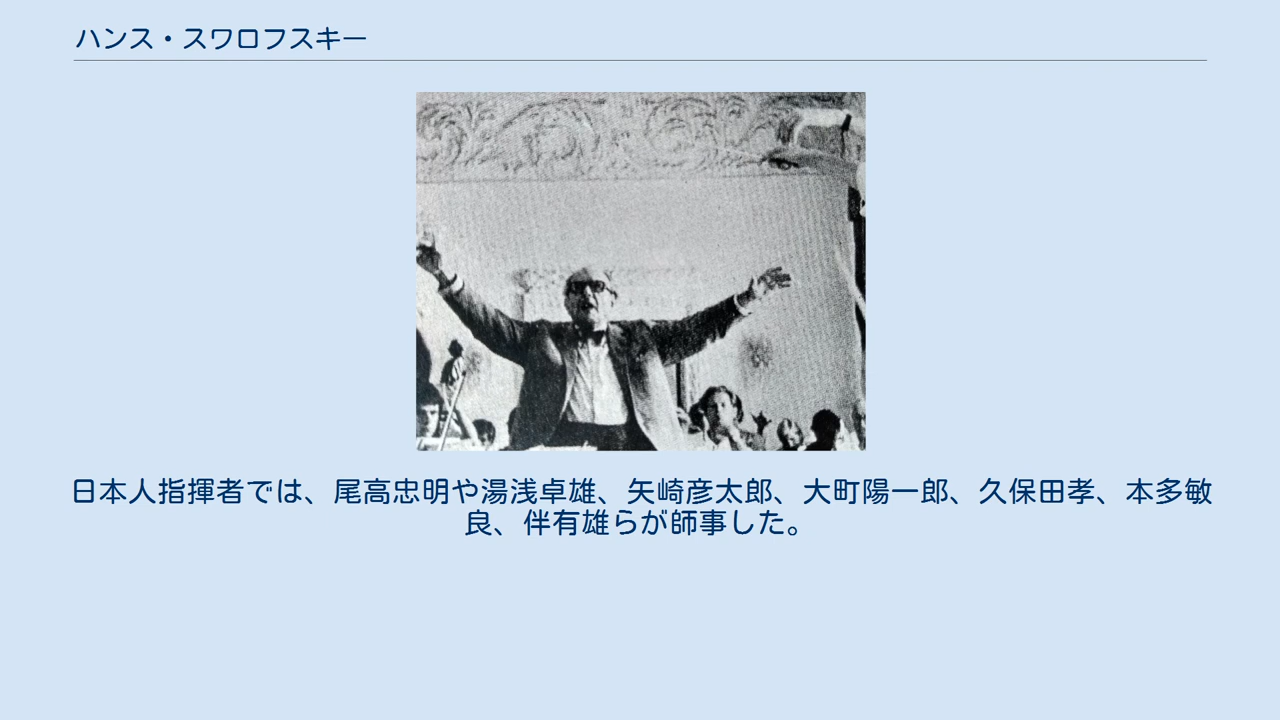 ハンス・スワロフスキー
日本人指揮者では、尾高忠明や湯浅卓雄、矢崎彦太郎、大町陽一郎、久保田孝、本多敏
良、伴有雄らが師事した。